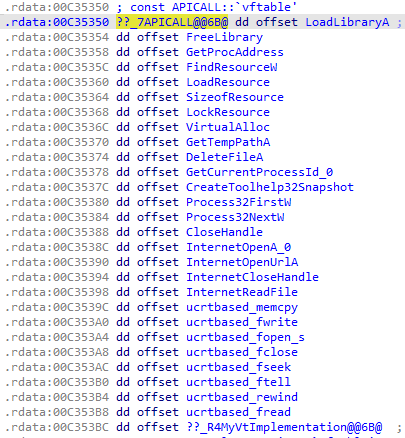 .rdata:00C35350 ; const APICALL::`vftable'
.rdata:00C35350 ??_7APICALL@@6B@ dd offset LoadLibraryA ;
.rdata:00C35354 dd offset FreeLibrary
.rdata:00C35358 dd offset GetProcAddress
.rdata:00C3535C dd offset FindResourceW
.rdata:00C35360 dd offset LoadResource
.rdata:00C35364 dd offset SizeofResource
.rdata:00C35368 dd offset LockResource
.rdata:00C3536C dd offset VirtualAlloc
.rdata:00C35370 dd offset GetTempPathA
.rdata:00C35374 dd offset DeleteFileA
.rdata:00C35378 dd offset GetCurrentProcessId_0
.rdata:00C3537C dd offset CreateToolhelp32Snapshot
.rdata:00C35380 dd offset Process32FirstW
.rdata:00C35384 dd offset Process32NextW
.rdata:00C35388 dd offset CloseHandle
.rdata:00C3538C dd offset InternetOpenA_0
.rdata:00C35390 dd offset InternetOpenUrlA
.rdata:00C35394 dd offset InternetCloseHandle
.rdata:00C35398 dd offset InternetReadFile
.rdata:00C3539C dd offset ucrtbased_memcpy
.rdata:00C353A0 dd offset ucrtbased_fwrite
.rdata:00C353A4 dd offset ucrtbased_fopen_s
.rdata:00C353A8 dd offset ucrtbased_fclose
.rdata:00C353AC dd offset ucrtbased_fseek
.rdata:00C353B0 dd offset ucrtbased_ftell
.rdata:00C353B4 dd offset ucrtbased_rewind
.rdata:00C353B8 dd offset ucrtbased_fread
.rdata:00C353BC dd offset ??_R4MyVtImplementation@@6B@ ;